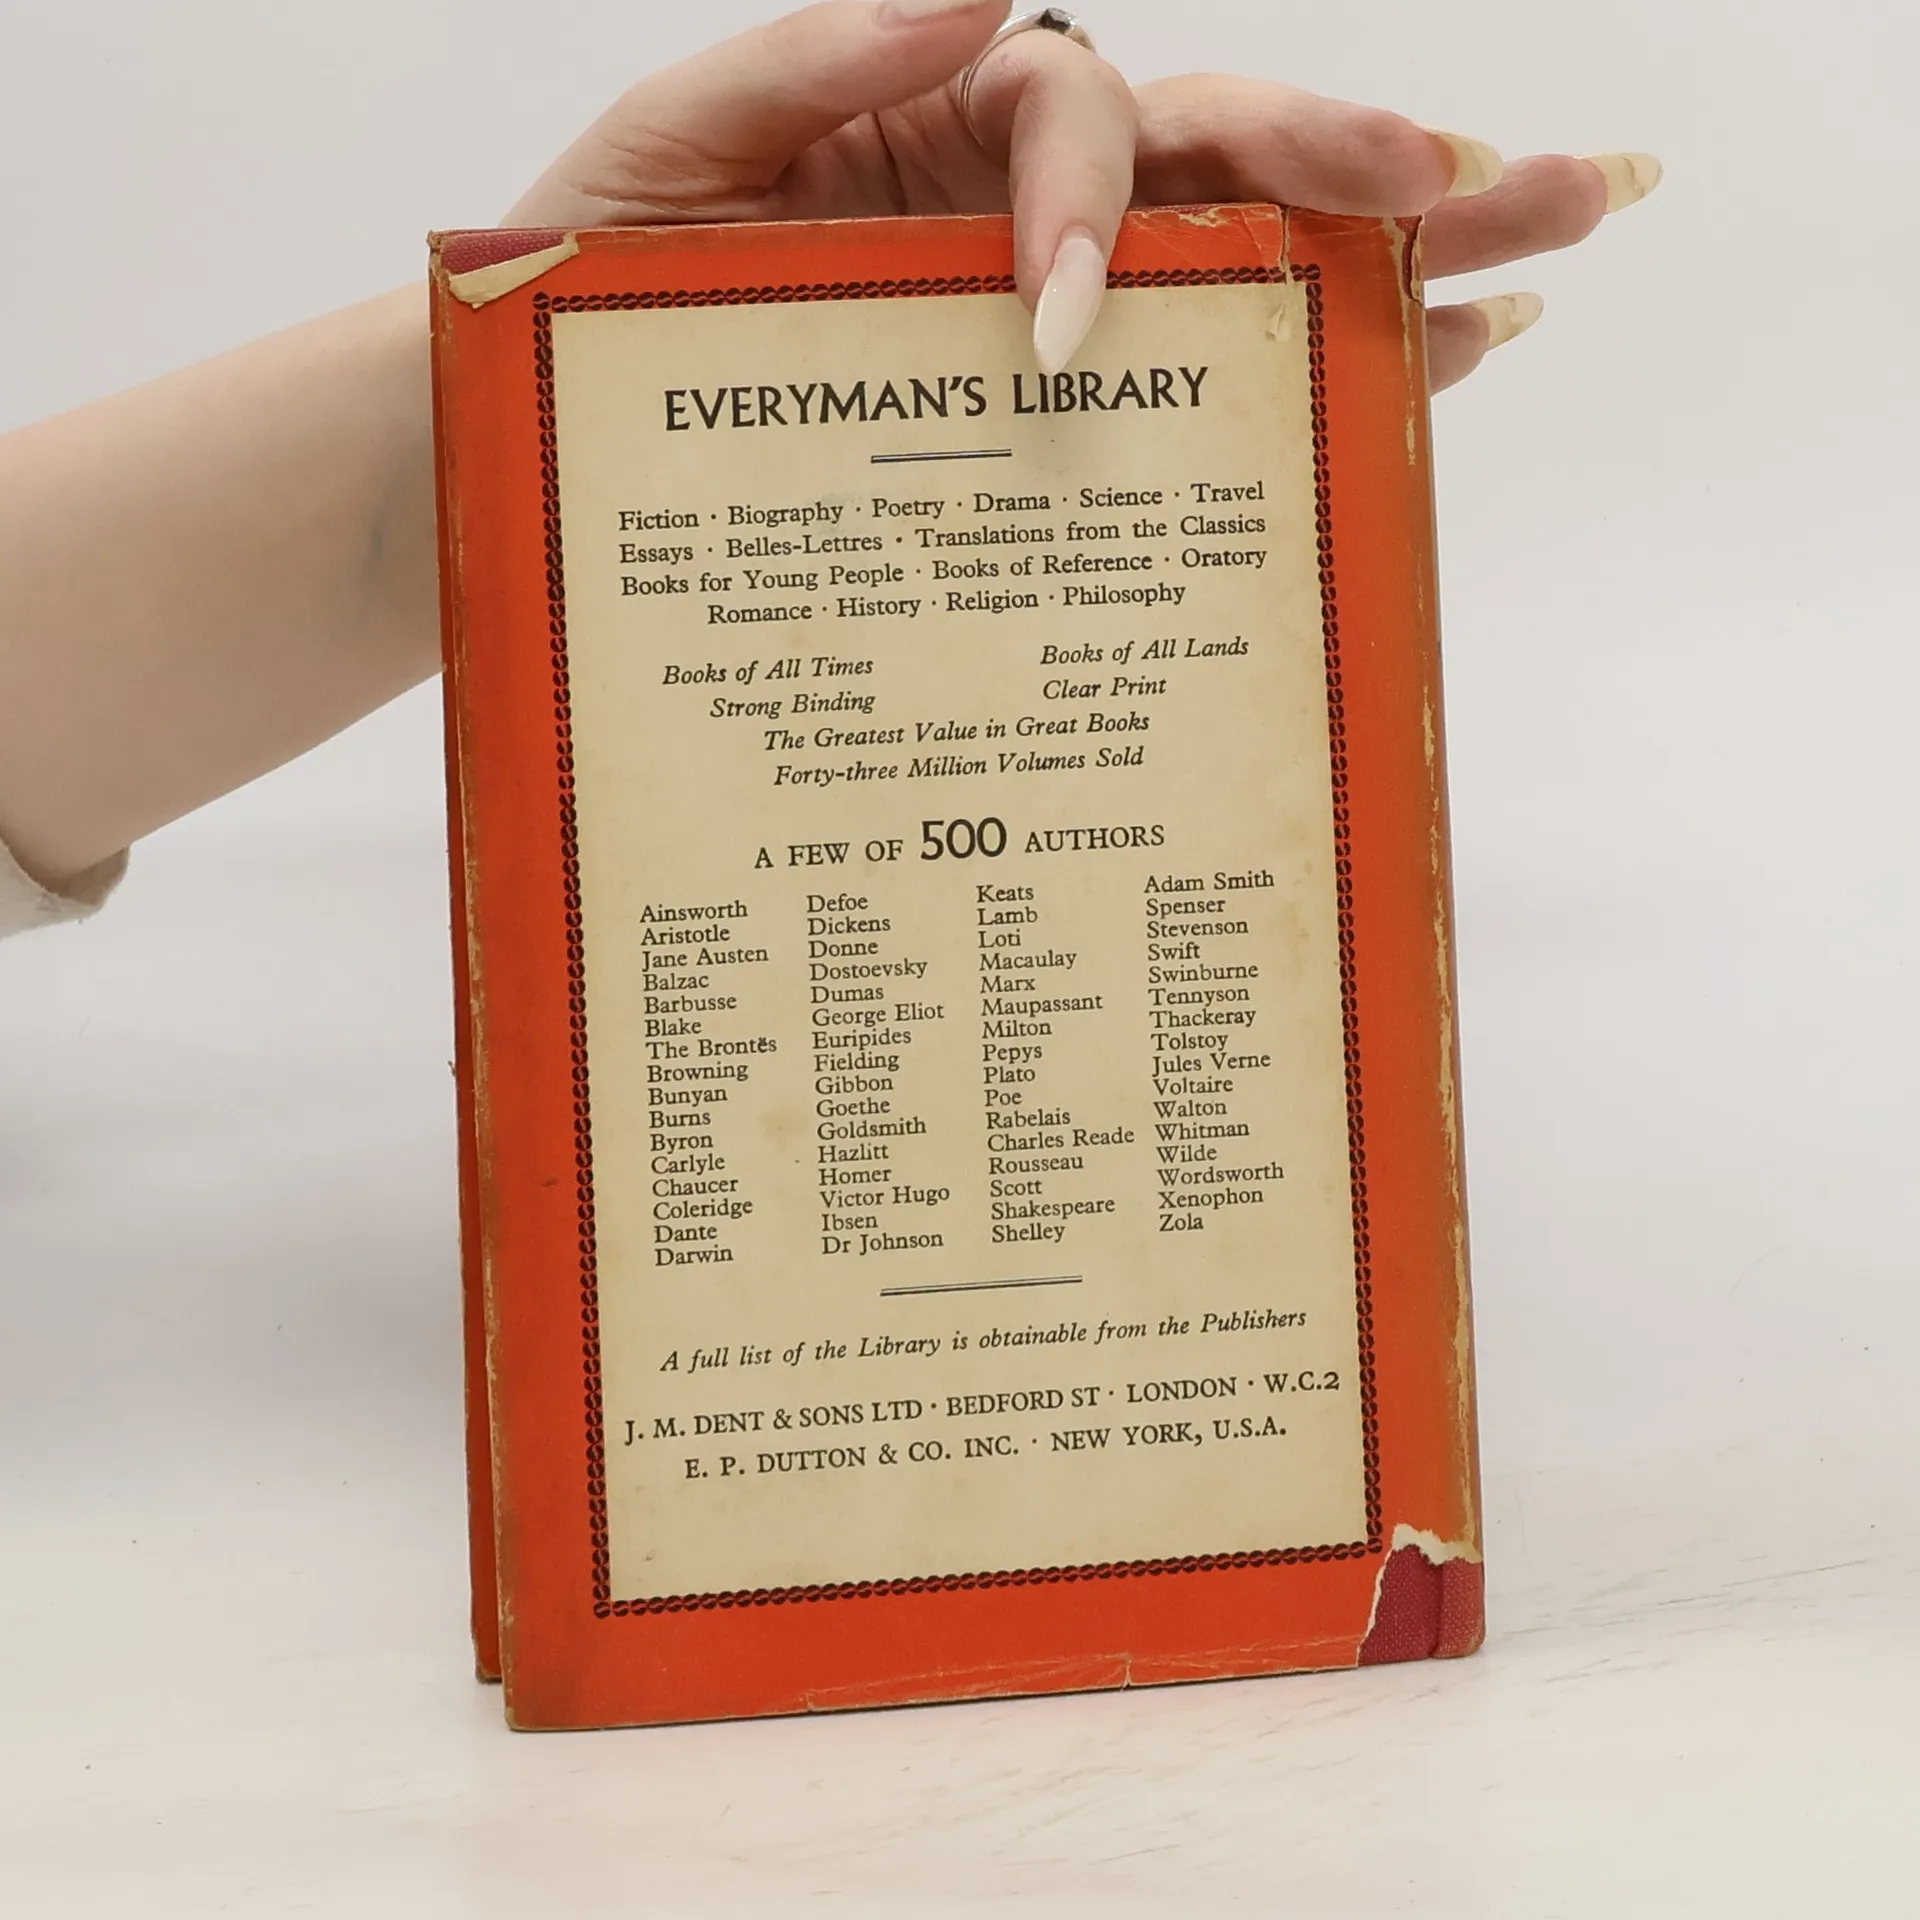 EVERYMAN'S LIBRARY
Fiction · Biography · Poetry · Drama · Science · Travel
Essays · Belles-Lettres · Translations from the Classics
Books for Young People · Books of Reference · Oratory
Romance · History · Religion · Philosophy
Books of All Times Books of All Lands
Strong Binding Clear Print
The Greatest Value in Great Books
Forty-three Million Volumes Sold
A FEW OF 500 AUTHORS
Ainsworth
Aristotle
Jane Austen
Balzac
Barbusse
Blake
The Brontës
Browning
Bunyan
Burns
Byron
Carlyle
Chaucer
Coleridge
Dante
Darwin
Defoe
Dickens
Donne
Dostoevsky
Dumas
George Eliot
Euripides
Fielding
Gibbon
Goethe
Goldsmith
Hazlitt
Homer
Victor Hugo
Ibsen
Dr Johnson
Keats
Lamb
Loti
Macaulay
Marx
Maupassant
Milton
Pepys
Plato
Poe
Rabelais
Charles Reade
Rousseau
Scott
Shakespeare
Shelley
Adam Smith
Spenser
Stevenson
Swift
Swinburne
Tennyson
Thackeray
Tolstoy
Jules Verne
Voltaire
Walton
Whitman
Wilde
Wordsworth
Xenophon
Zola
A full list of the Library is obtainable from the Publishers
J. M. DENT & SONS LTD · BEDFORD ST · LONDON · W.C.2
E. P. DUTTON & CO. INC. · NEW YORK, U.S.A.